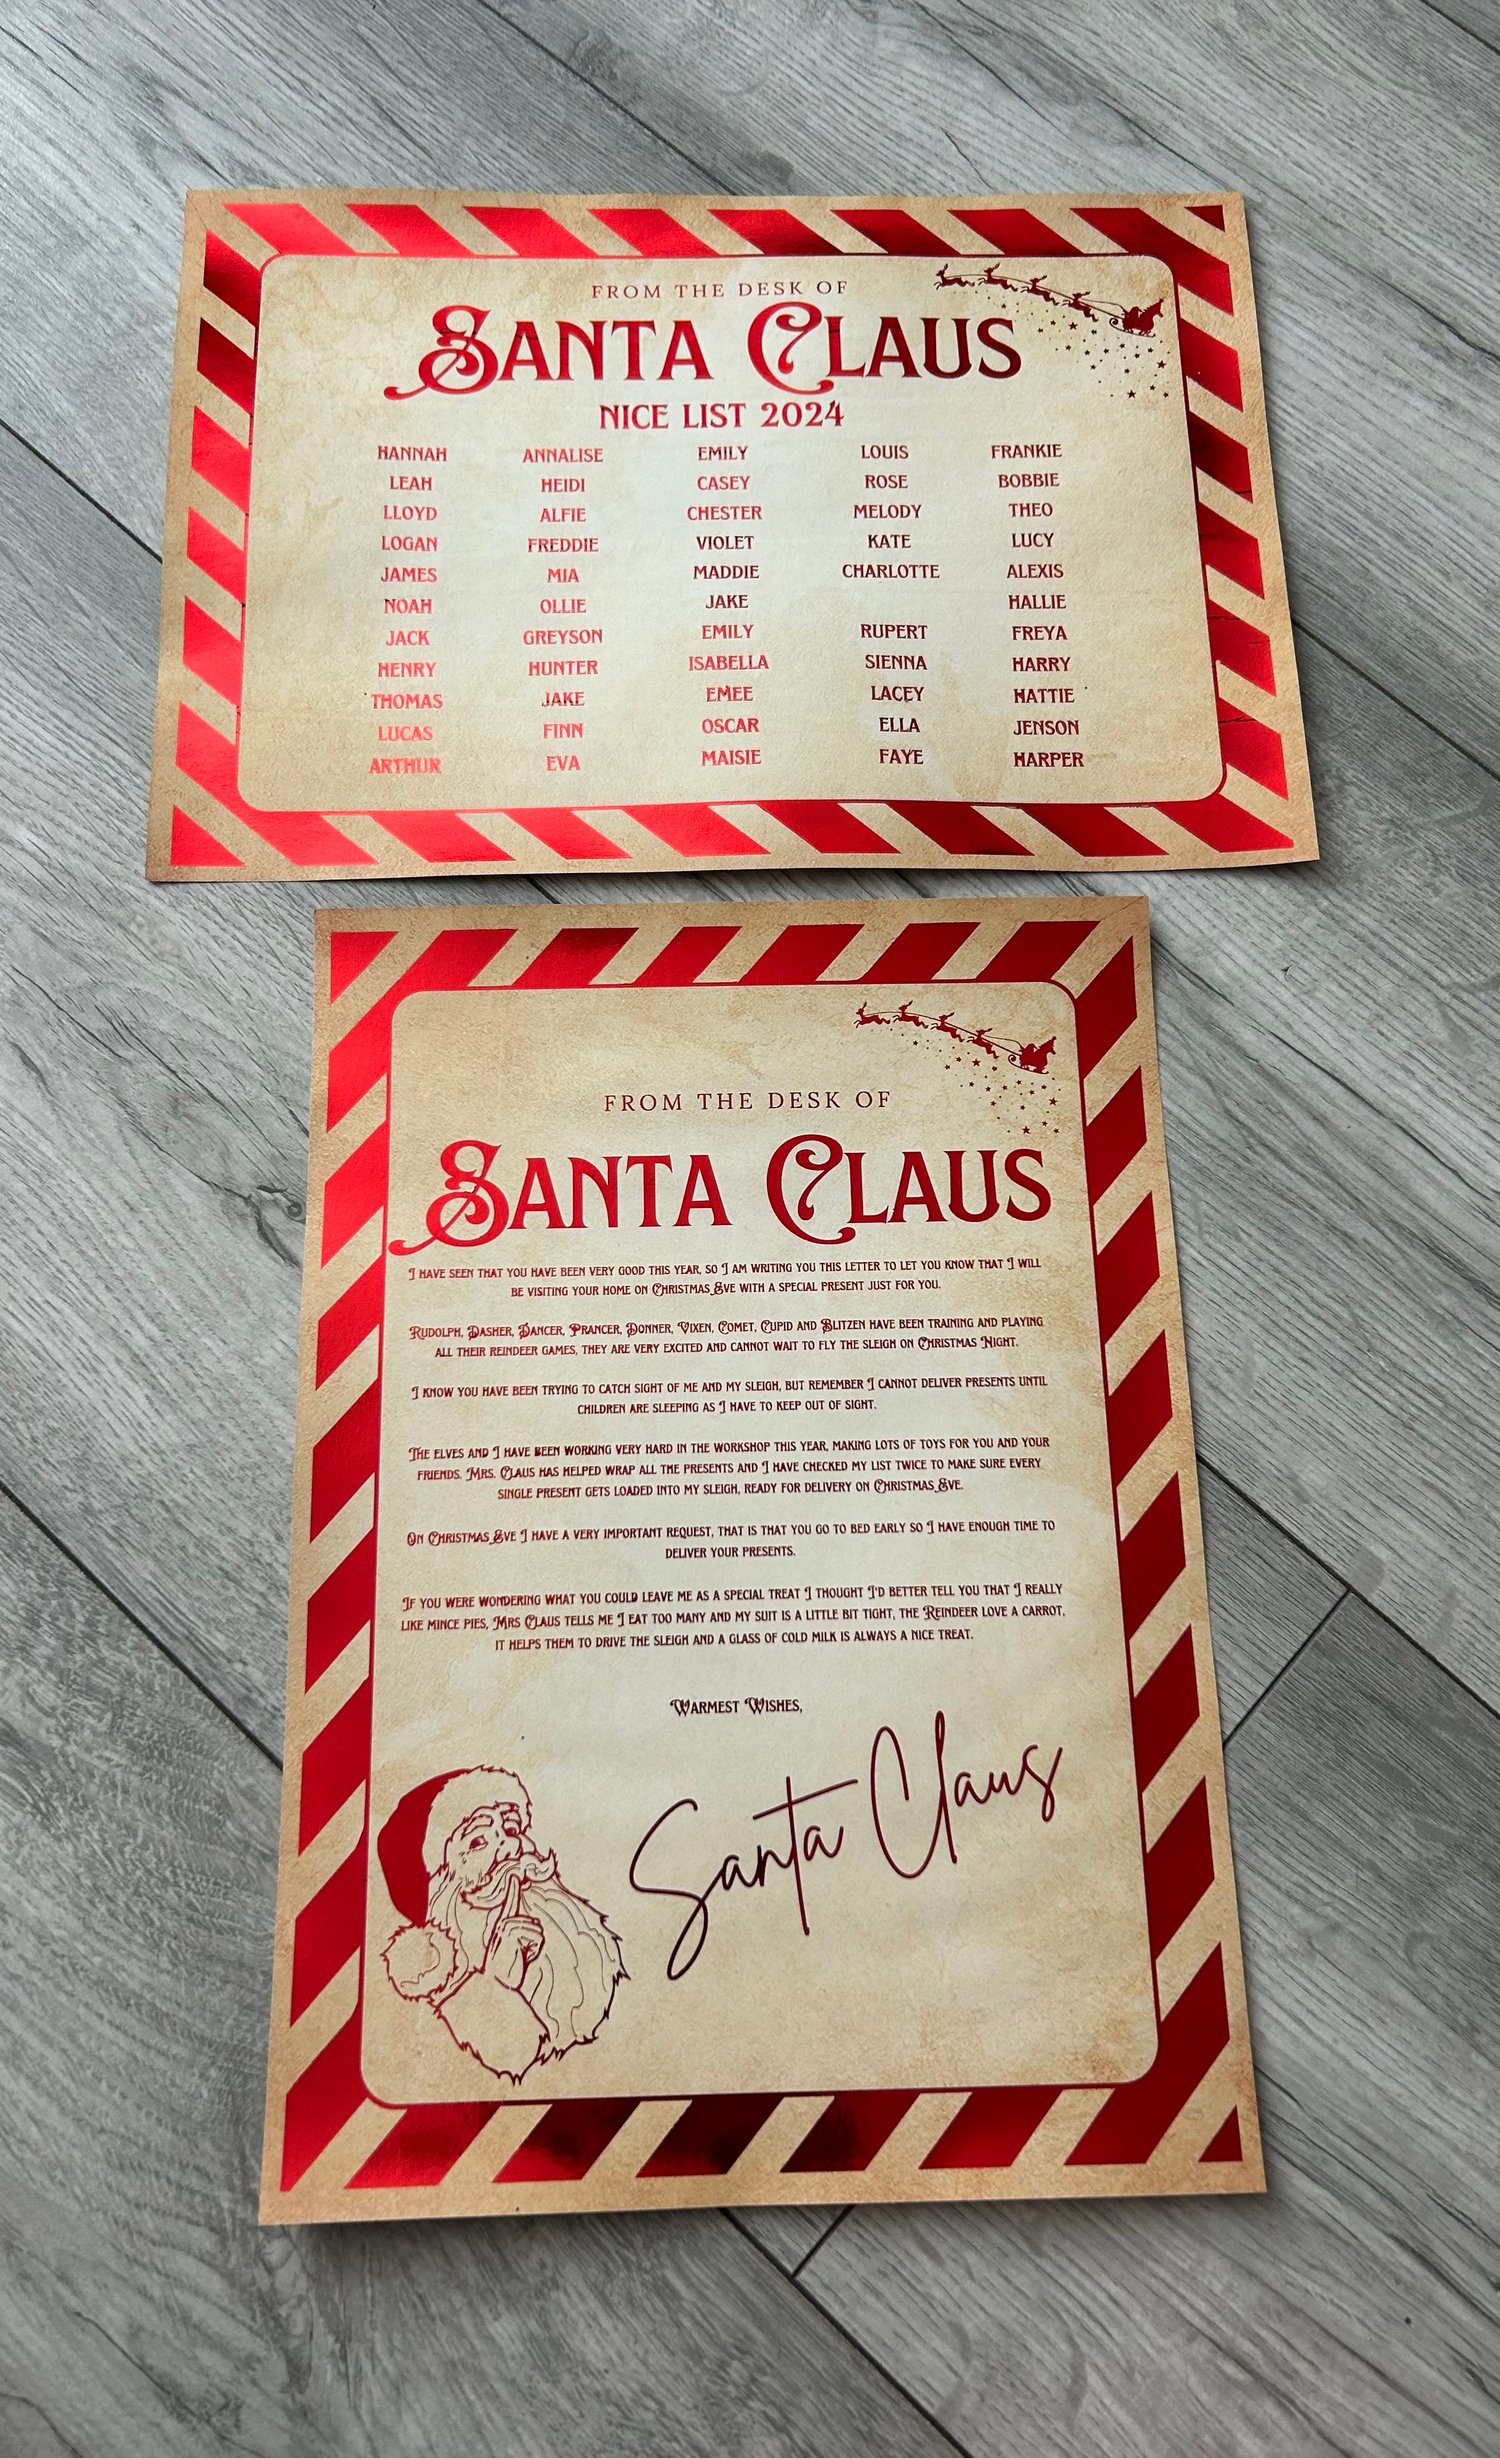 FROM THE DESK OF
SANTA CLAUS
NICE LIST 2024
HANNAH ANNALISE EMILY LOUIS FRANKIE
LEAH HEIDI CASEY ROSE BOBBIE
LLOYD ALFIE CHESTER MELODY THEO
LOGAN FREDDIE VIOLET KATE LUCY
JAMES MIA MADDIE CHARLOTTE ALEXIS
NOAH OLLIE JAKE HALLIE
JACK GREYSON EMILY RUPERT FREYA
HENRY HUNTER ISABELLA SIENNA HARRY
THOMAS JAKE EMEE LACEY HATTIE
LUCAS FINN OSCAR ELLA JENSON
ARTHUR EVA MAISIE FAYE HARPER
FROM THE DESK OF
SANTA CLAUS
I HAVE SEEN THAT YOU HAVE BEEN VERY GOOD THIS YEAR, SO I AM WRITING YOU THIS LETTER TO LET YOU KNOW THAT I WILL
BE VISITING YOUR HOME ON CHRISTMAS EVE WITH A SPECIAL PRESENT JUST FOR YOU.
RUDOLPH, DASHER, DANCER, PRANCER, DONNER, VIXEN, COMET, CUPID AND BLITZEN HAVE BEEN TRAINING AND PLAYING
ALL THEIR REINDEER GAMES, THEY ARE VERY EXCITED AND CANNOT WAIT TO FLY THE SLEIGH ON CHRISTMAS NIGHT.
I KNOW YOU HAVE BEEN TRYING TO CATCH SIGHT OF ME AND MY SLEIGH, BUT REMEMBER I CANNOT DELIVER PRESENTS UNTIL
CHILDREN ARE SLEEPING AS I HAVE TO KEEP OUT OF SIGHT.
THE ELVES AND I HAVE BEEN WORKING VERY HARD IN THE WORKSHOP THIS YEAR, MAKING LOTS OF TOYS FOR YOU AND YOUR
FRIENDS. MRS. CLAUS HAS HELPED WRAP ALL THE PRESENTS AND I HAVE CHECKED MY LIST TWICE TO MAKE SURE EVERY
SINGLE PRESENT GETS LOADED INTO MY SLEIGH, READY FOR DELIVERY ON CHRISTMAS EVE.
ON CHRISTMAS EVE I HAVE A VERY IMPORTANT REQUEST, THAT IS THAT YOU GO TO BED EARLY SO I HAVE ENOUGH TIME TO
DELIVER YOUR PRESENTS.
IF YOU WERE WONDERING WHAT YOU COULD LEAVE ME AS A SPECIAL TREAT I THOUGHT I'D BETTER TELL YOU THAT I REALLY
LIKE MINCE PIES, MRS CLAUS TELLS ME I EAT TOO MANY AND MY SUIT IS A LITTLE BIT TIGHT, THE REINDEER LOVE A CARROT,
IT HELPS THEM TO DRIVE THE SLEIGH AND A GLASS OF COLD MILK IS ALWAYS A NICE TREAT.
WARMEST WISHES,
Santa Claus